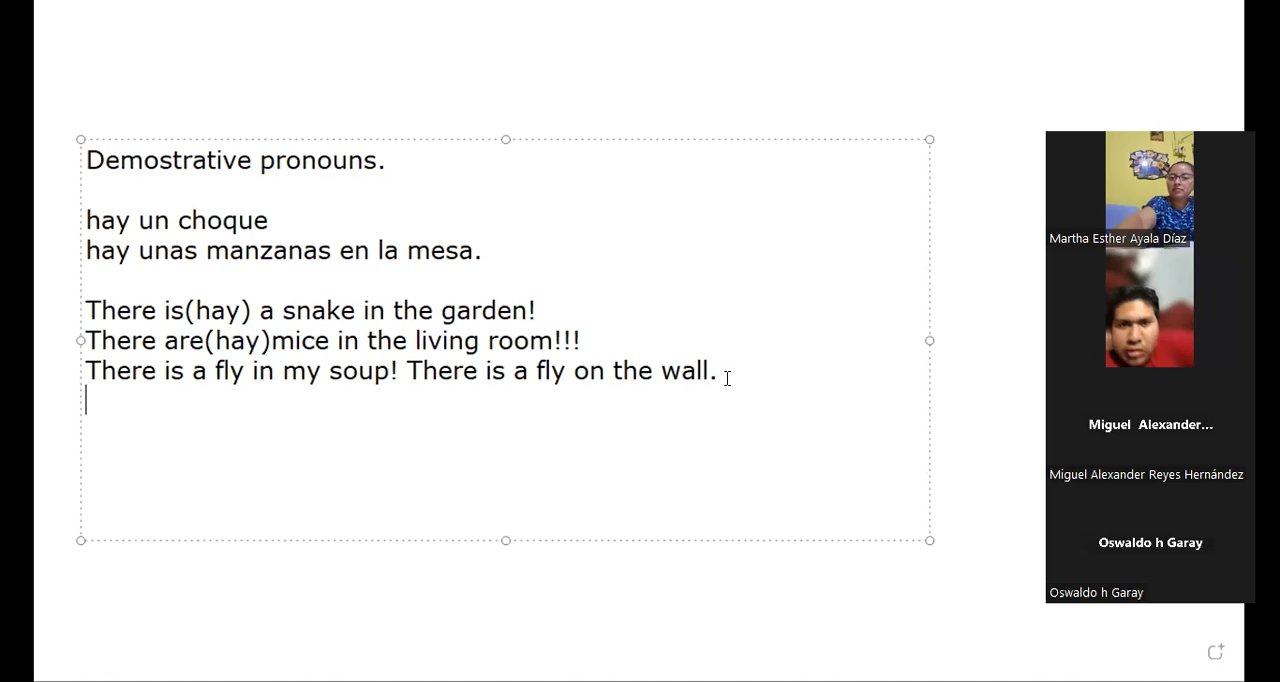 Demostrative pronouns.
hay un choque
hay unas manzanas en la mesa.
There is(hay) a snake in the garden!
There are(hay)mice in the living room!!!
There is a fly in my soup! There is a fly on the wall.
Martha Esther Ayala Díaz
Miguel Alexander...
Miguel Alexander Reyes Hernández
Oswaldo h Garay
Oswaldo h Garay